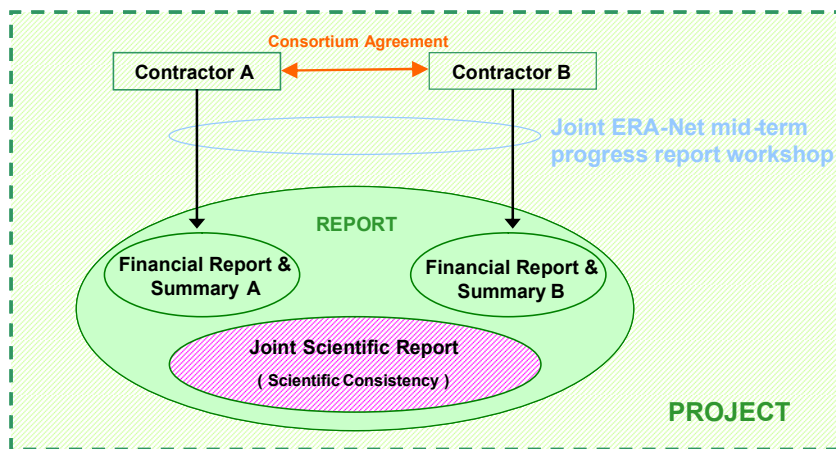 Consortium Agreement
Contractor A
Contractor B
Joint ERA-Net mid-term
progress report workshop
REPORT
Financial Report &
Summary A
Financial Report &
Summary B
Joint Scientific Report
( Scientific Consistency )
PROJECT